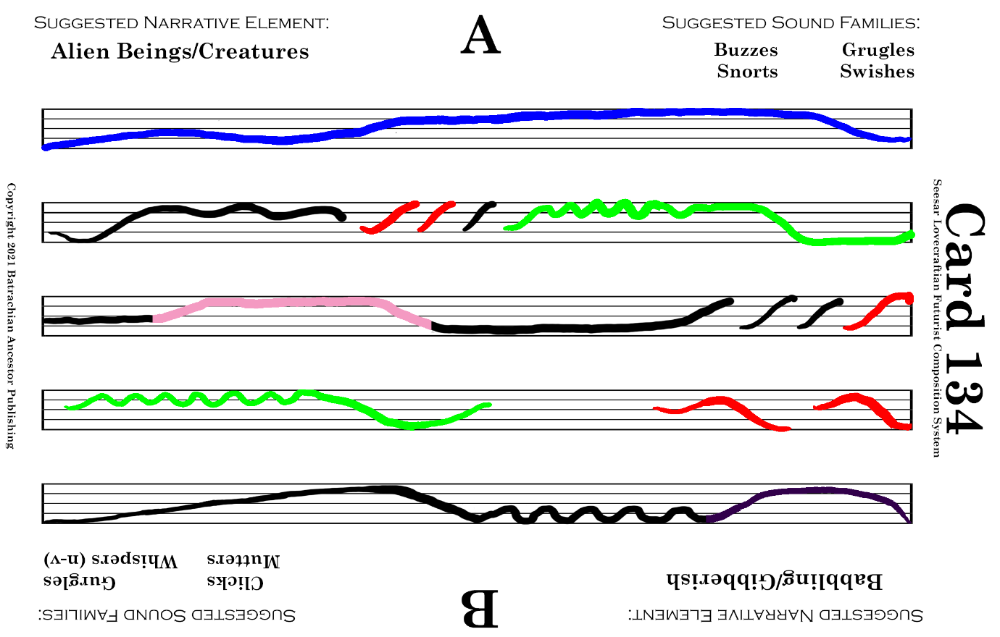 SUGGESTED NARRATIVE ELEMENT:
Alien Beings/Creatures
A
SUGGESTED SOUND FAMILIES:
Buzzes Grugles
Snorts Swishes
Copyright 2021 Batrachian Ancestor Publishing
Seesar Lovecraftian Futurist Composition System
Card 134
B
SUGGESTED NARRATIVE ELEMENT:
Babbling/Gibberish
SUGGESTED SOUND FAMILIES:
Clicks Gurgles
Mutters Whispers (n-v)